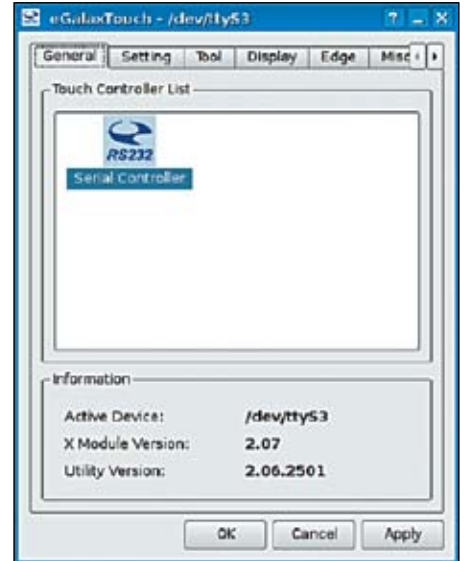 eGalaxTouch - /dev/ttyS3
General Setting Tool Display Edge Misc
Touch Controller List
RS232
Serial Controller
Information
Active Device: /dev/ttyS3
X Module Version: 2.07
Utility Version: 2.06.2501
OK Cancel Apply